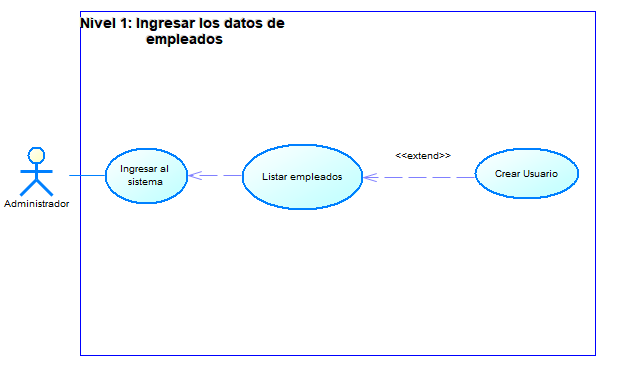 Nivel 1: Ingresar los datos de
empleados
<<extend>>
Ingresar al
sistema
Listar empleados
Crear Usuario
Administrador